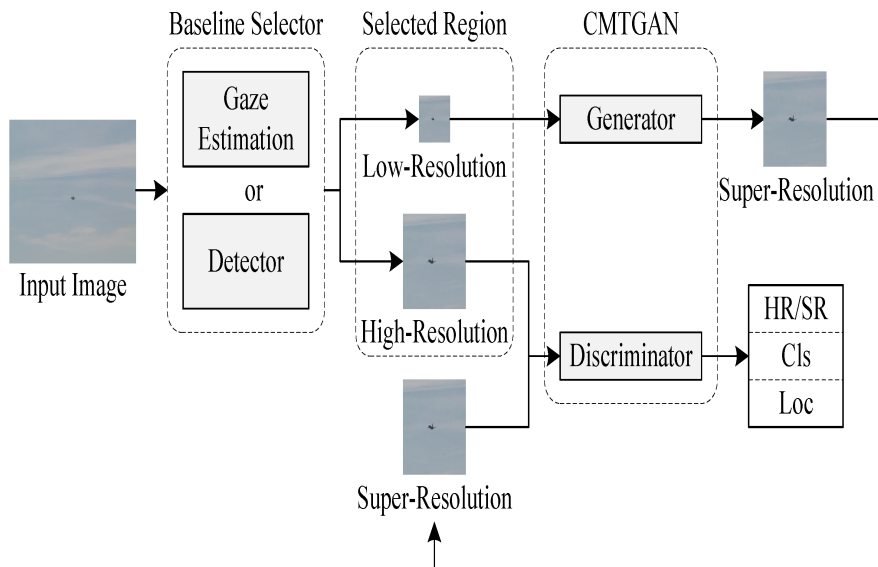 Baseline Selector
Selected Region
CMTGAN
Gaze
Estimation
or
Detector
Input Image
Low-Resolution
High-Resolution
Super-Resolution
Generator
Discriminator
Super-Resolution
HR/SR
Cls
Loc